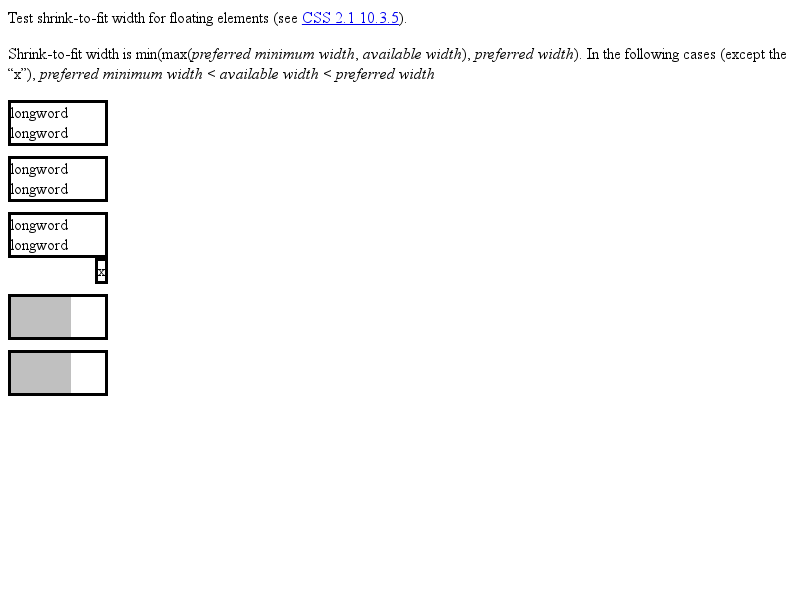 Test shrink-to-fit width for floating elements (see CSS 2.1 10.3.5).
Shrink-to-fit width is min(max(preferred minimum width, available width), preferred width). In the following cases (except the
“x”), preferred minimum width < available width < preferred width
longword
longword
longword
longword
longword
longword
x